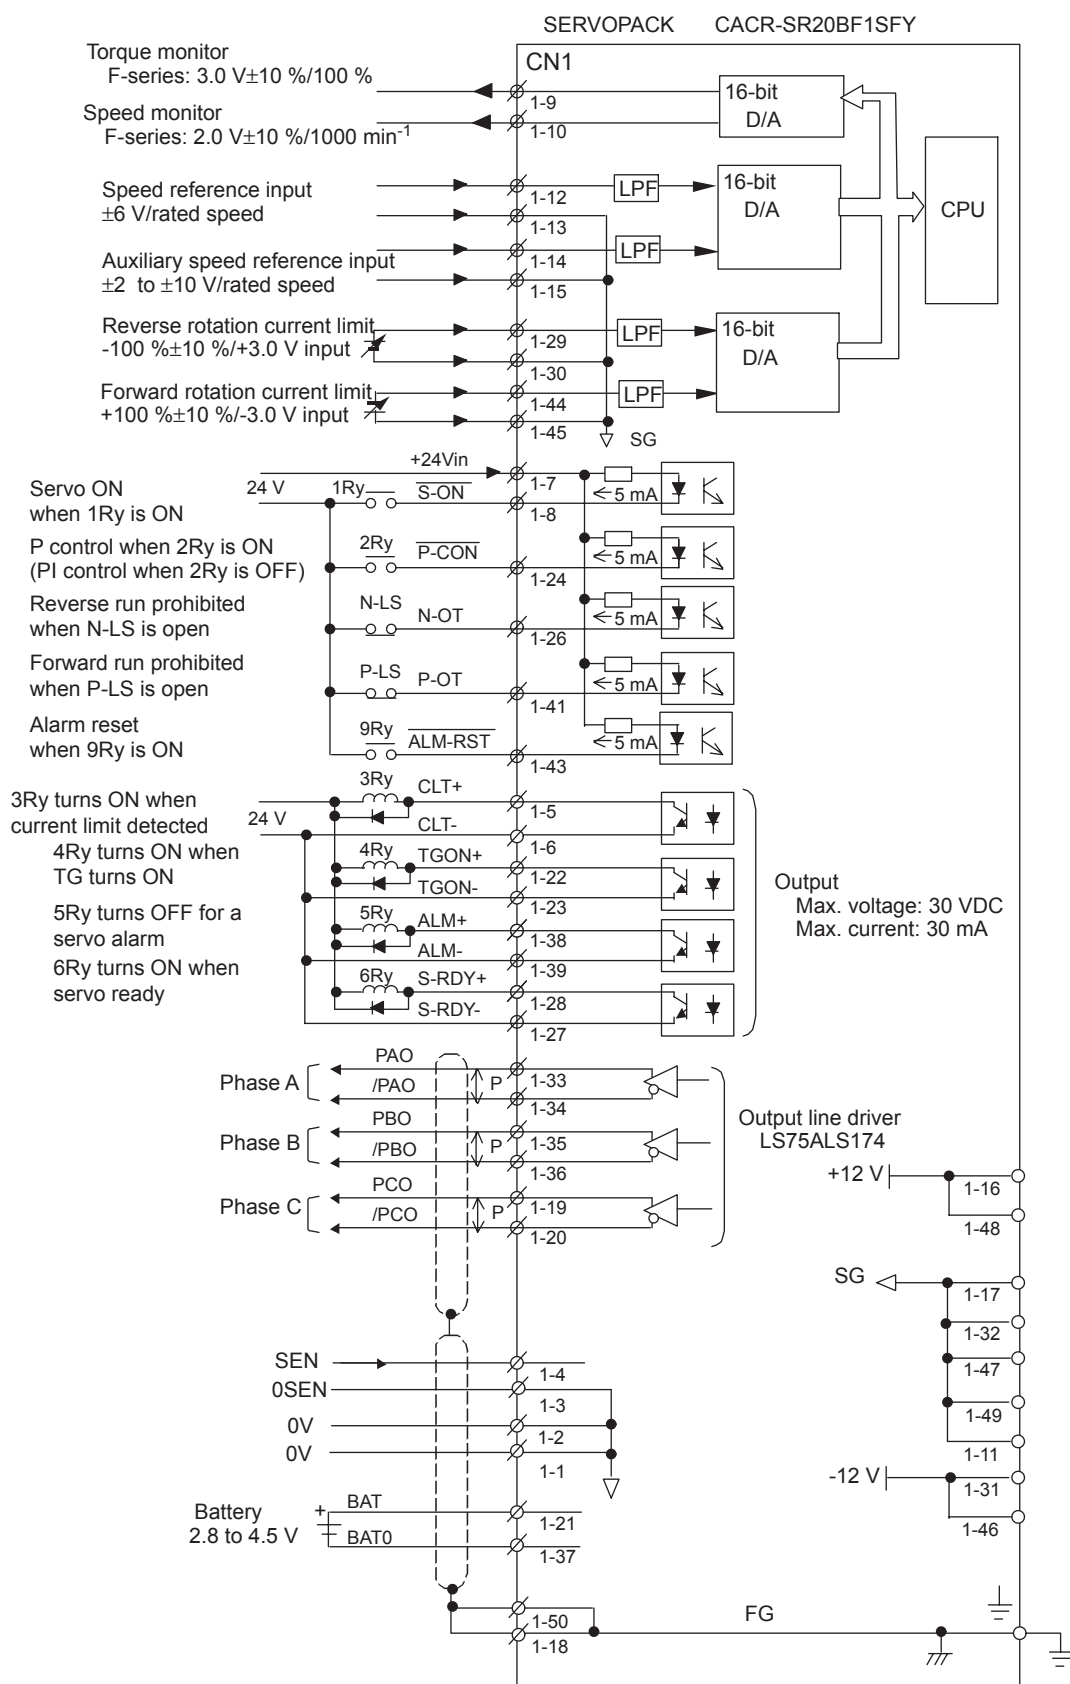 SERVOPACK CACR-SR20BF1SFY
CN1
Torque monitor
F-series: 3.0 V±10 %/100 %
1-9
Speed monitor
F-series: 2.0 V±10 %/1000 min-1
1-10
16-bit
D/A
Speed reference input
±6 V/rated speed
1-12
1-13
LPF
16-bit
D/A
CPU
Auxiliary speed reference input
±2 to ±10 V/rated speed
1-14
1-15
LPF
Reverse rotation current limit
-100 %±10 %/+3.0 V input
1-29
1-30
LPF
16-bit
D/A
Forward rotation current limit
+100 %±10 %/-3.0 V input
1-44
1-45
LPF
SG
+24Vin
1-7
Servo ON
when 1Ry is ON
24 V
1Ry
S-ON
1-8
5 mA
P control when 2Ry is ON
(PI control when 2Ry is OFF)
2Ry
P-CON
1-24
5 mA
Reverse run prohibited
when N-LS is open
N-LS
N-OT
1-26
5 mA
Forward run prohibited
when P-LS is open
P-LS
P-OT
1-41
5 mA
Alarm reset
when 9Ry is ON
9Ry
ALM-RST
1-43
5 mA
3Ry turns ON when
current limit detected
24 V
3Ry
CLT+
1-5
CLT-
1-6
4Ry turns ON when
TG turns ON
4Ry
TGON+
1-22
TGON-
1-23
5Ry turns OFF for a
servo alarm
5Ry
ALM+
1-38
ALM-
1-39
6Ry turns ON when
servo ready
6Ry
S-RDY+
1-28
S-RDY-
1-27
Output
Max. voltage: 30 VDC
Max. current: 30 mA
Phase A
PAO
/PAO
P
1-33
1-34
Phase B
PBO
/PBO
P
1-35
1-36
Phase C
PCO
/PCO
P
1-19
1-20
Output line driver
LS75ALS174
+12 V
1-16
1-48
SG
1-17
1-32
1-47
1-49
1-11
-12 V
1-31
1-46
SEN
1-4
0SEN
1-3
0V
1-2
0V
1-1
Battery
2.8 to 4.5 V
+
BAT
1-21
BAT0
1-37
1-50
1-18
FG